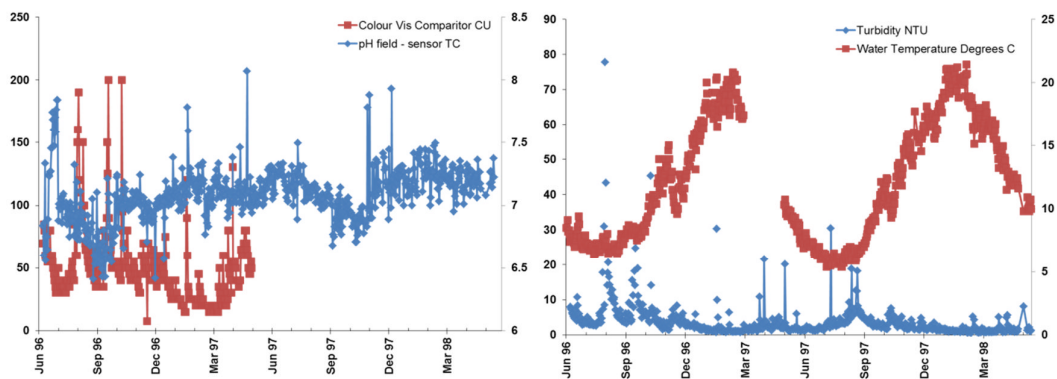 Colour Vis Comparitor CU
pH field - sensor TC
250
200
150
100
50
0
8.5
8
7.5
7
6.5
6
Jun 96
Sep 96
Dec 96
Mar 97
Jun 97
Sep 97
Dec 97
Mar 98
Turbidity NTU
Water Temperature Degrees C
90
80
70
60
50
40
30
20
10
0
25
20
15
10
5
0
Jun 96
Sep 96
Dec 96
Mar 97
Jun 97
Sep 97
Dec 97
Mar 98